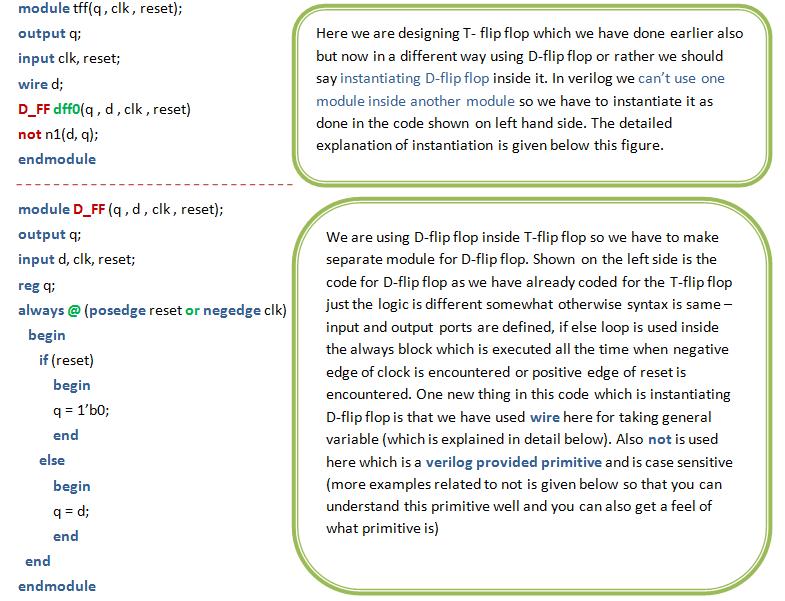 module tff(q , clk , reset);
output q;
input clk, reset;
wire d;
D_FF dff0(q , d , clk , reset)
not n1(d, q);
endmodule
Here we are designing T- flip flop which we have done earlier also
but now in a different way using D-flip flop or rather we should
say instantiating D-flip flop inside it. In verilog we can’t use one
module inside another module so we have to instantiate it as
done in the code shown on left hand side. The detailed
explanation of instantiation is given below this figure.
module D_FF (q , d , clk , reset);
output q;
input d, clk, reset;
reg q;
always @ (posedge reset or negedge clk)
begin
if (reset)
begin
q = 1’b0;
end
else
begin
q = d;
end
end
endmodule
We are using D-flip flop inside T-flip flop so we have to make
separate module for D-flip flop. Shown on the left side is the
code for D-flip flop as we have already coded for the T-flip flop
just the logic is different somewhat otherwise syntax is same –
input and output ports are defined, if else loop is used inside
the always block which is executed all the time when negative
edge of clock is encountered or positive edge of reset is
encountered. One new thing in this code which is instantiating
D-flip flop is that we have used wire here for taking general
variable (which is explained in detail below). Also not is used
here which is a verilog provided primitive and is case sensitive
(more examples related to not is given below so that you can
understand this primitive well and you can also get a feel of
what primitive is)